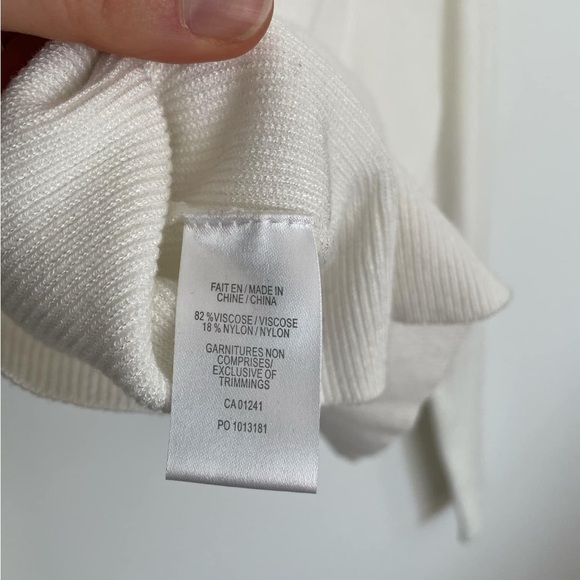 FAIT EN / MADE IN
CHINE / CHINA
82 %VISCOSE / VISCOSE
18 % NYLON / NYLON
GARNITURES NON
COMPRISES/
EXCLUSIVE OF
TRIMMINGS
CA 01241
PO 1013181